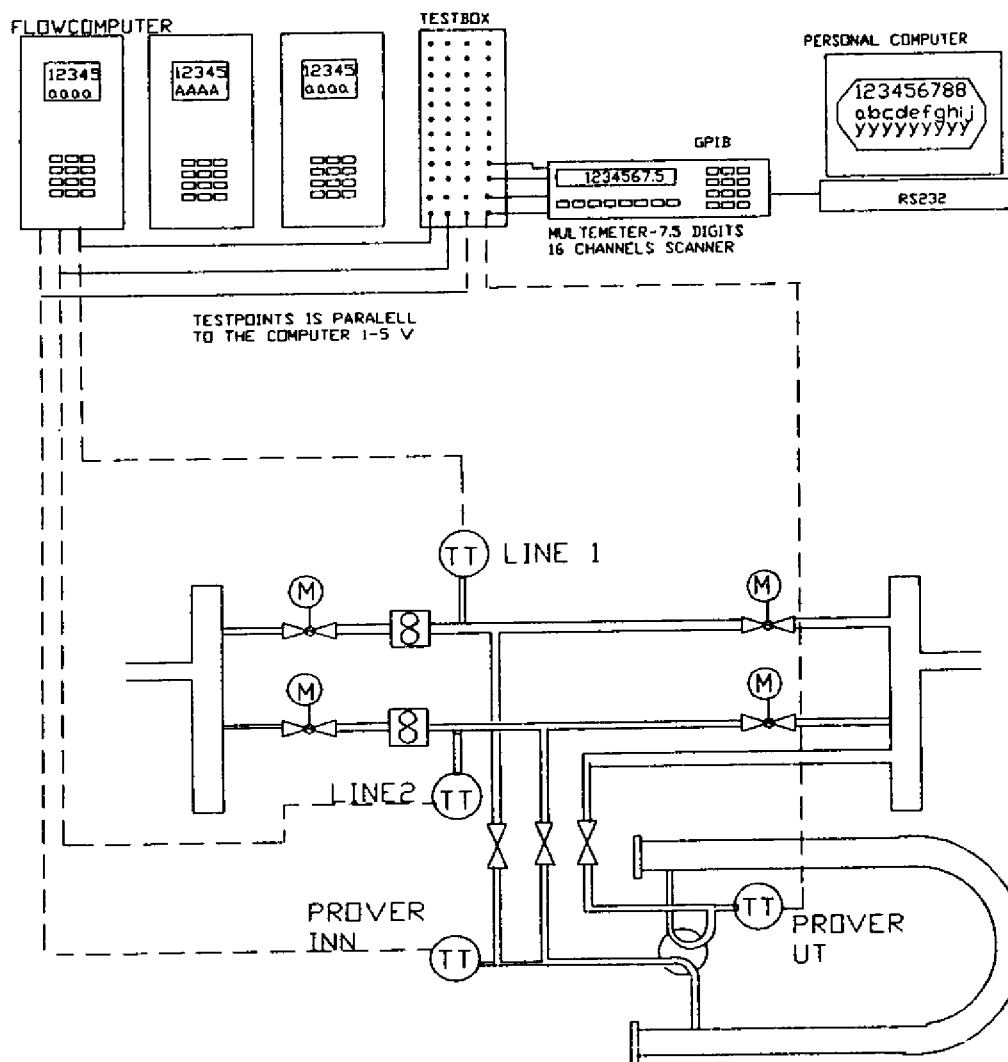 FLOWCOMPUTER
TESTBOX
PERSONAL COMPUTER
12345
aaaa
12345
AAAA
12345
aaaa
123456788
abcdefghij
yyyyyyyyy
GPIB
1234567.5
RS232
MULTEMETER-7.5 DIGITS
16 CHANNELS SCANNER
TESTPOINTS IS PARALELL
TO THE COMPUTER 1-5 V
TT
LINE 1
M
M
M
M
LINE2
TT
PROVER
INN
TT
TT
PROVER
UT